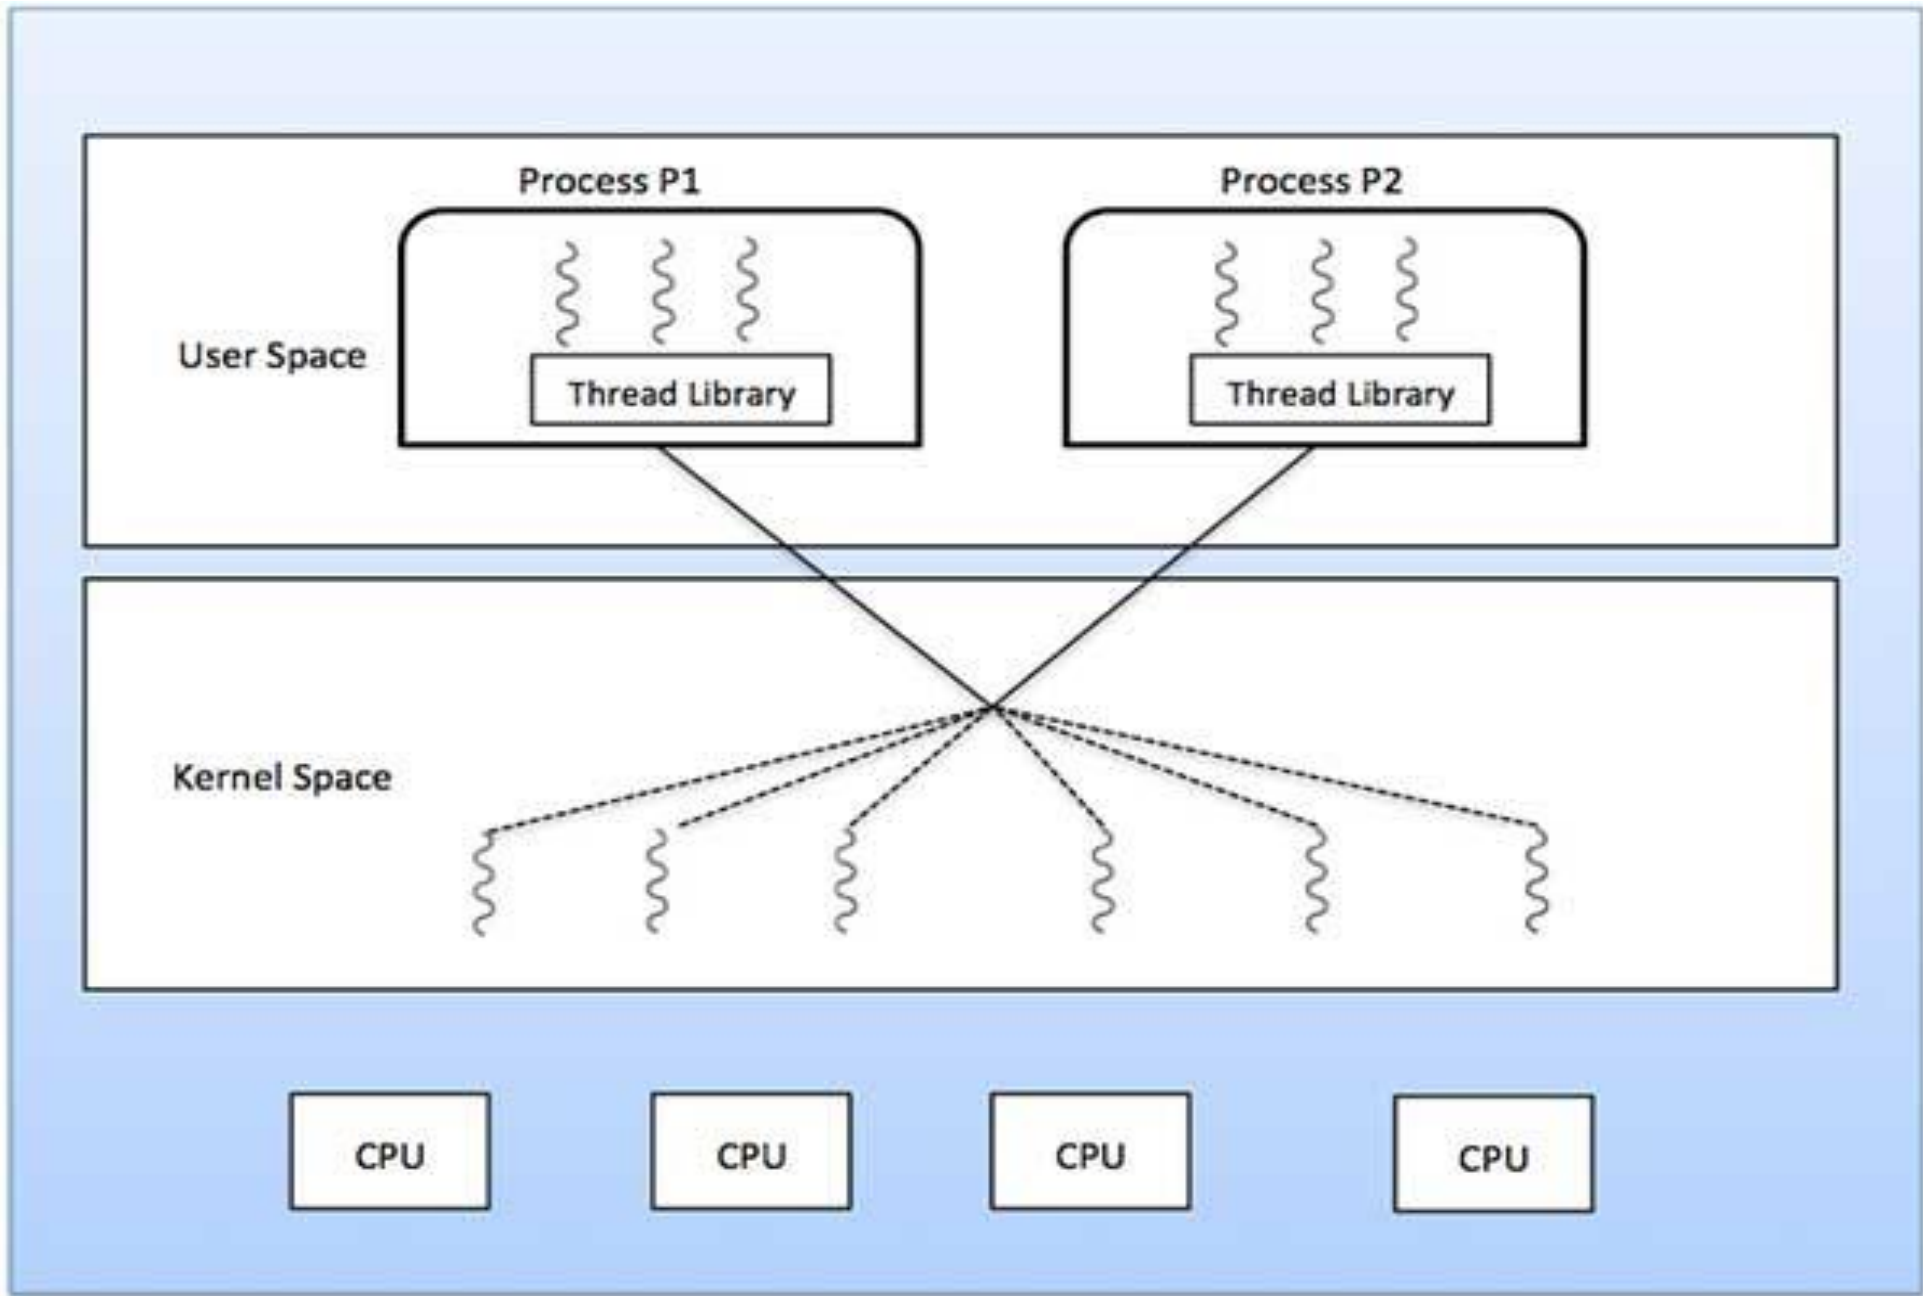 Process P1
Process P2
User Space
Thread Library
Thread Library
Kernel Space
CPU
CPU
CPU
CPU